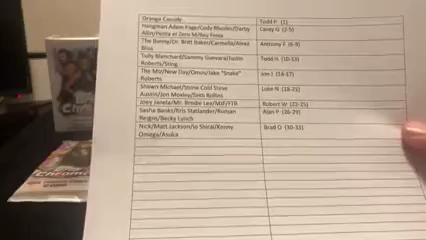 Orange Cassidy
Todd P. (1)
Hangman Adam Page/Cody Rhodes/Darby
Allin/Penta el Zero M/Rey Fenix
Casey G (2-5)
The Bunny/Dr. Britt Baker/Carmella/Alexa
Bliss
Anthony F. (6-9)
Tully Blanchard/Sammy Guevara/Justin
Roberts/Sting
Todd H. (10-13)
The Miz/New Day/Omos/Jake "Snake"
Roberts
Jon J. (14-17)
Shawn Michael/Stone Cold Steve
Austin/Jon Moxley/Seth Rollins
Luke N (18-21)
Joey Janela/Mr. Brodie Lee/MJF/FTR
Robert W. (22-25)
Sasha Banks/Kris Statlander/Roman
Reigns/Becky Lynch
Alan P. (26-29)
Nick/Matt Jackson/Io Shirai/Kenny
Omega/Asuka
Brad O (30-33)
Chrome